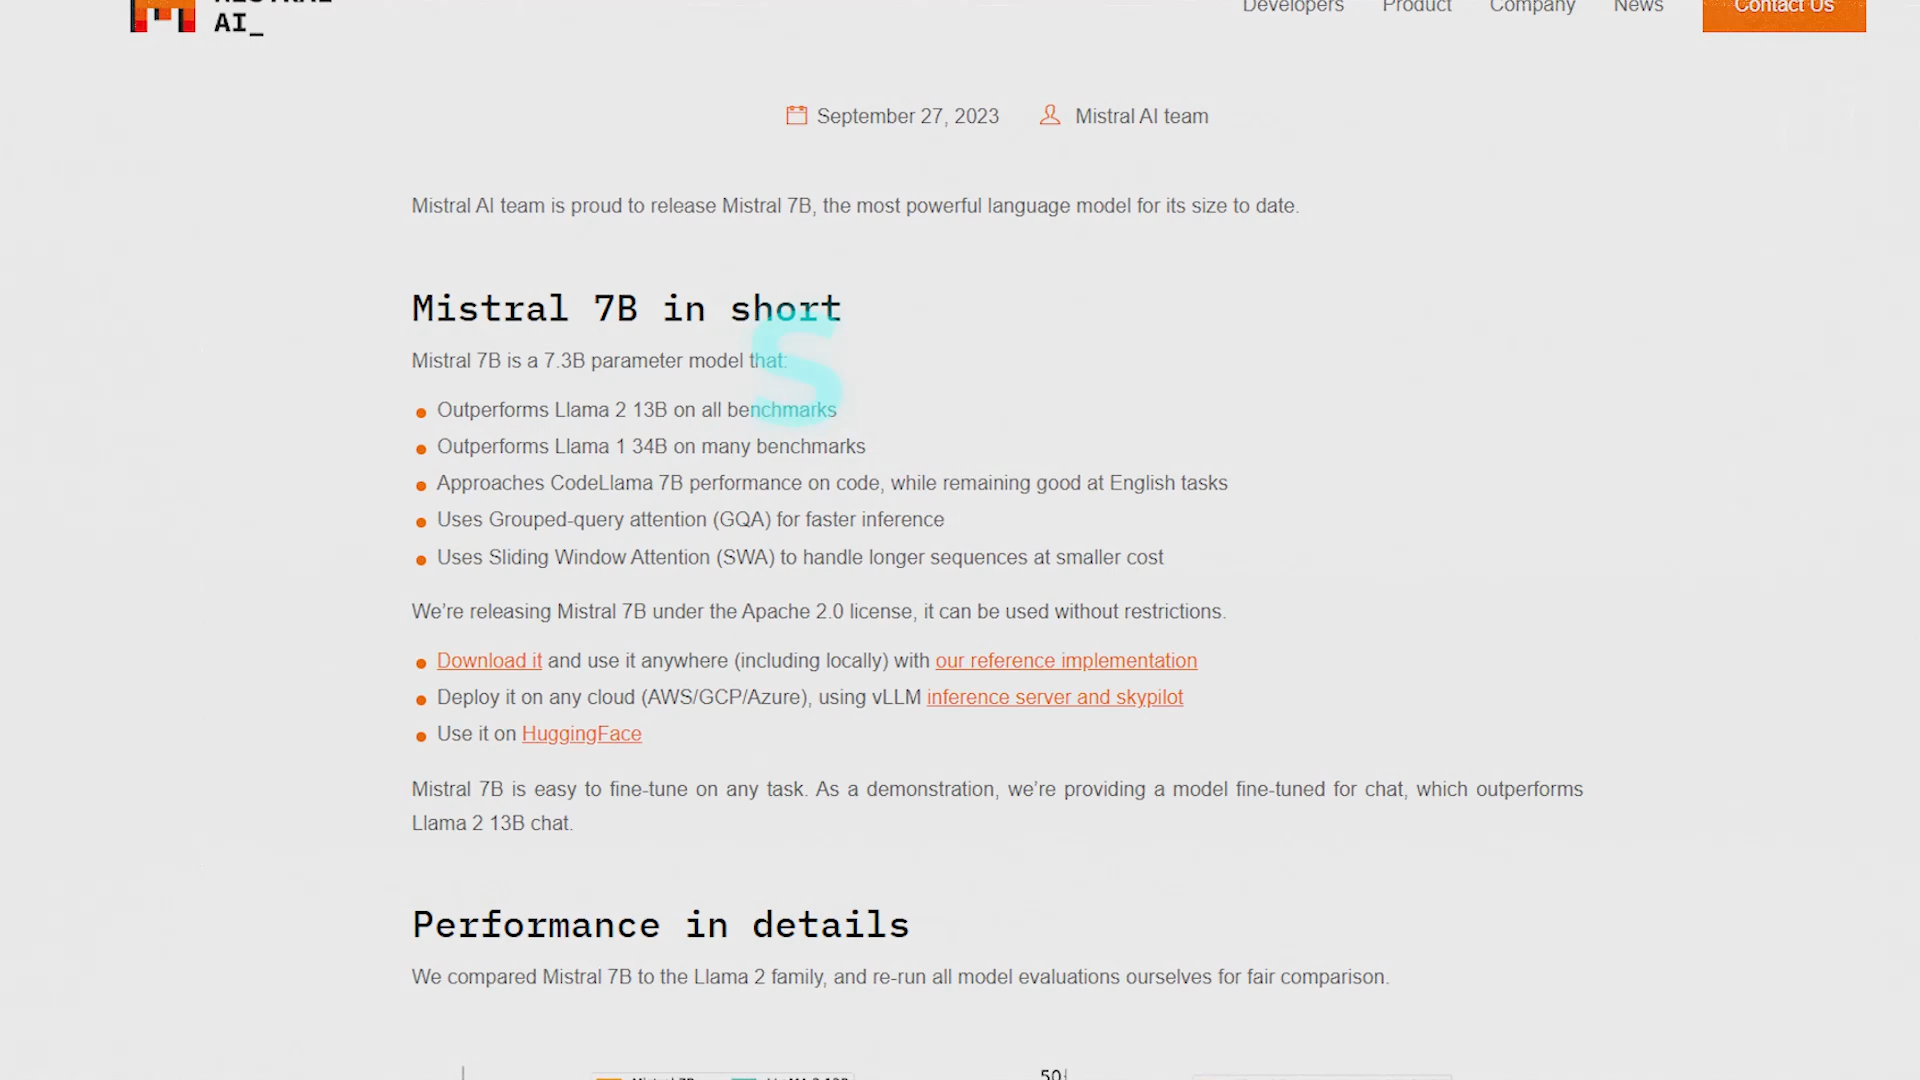 AI_
Developers Product Company News Contact Us
September 27, 2023 Mistral AI team
Mistral AI team is proud to release Mistral 7B, the most powerful language model for its size to date.
Mistral 7B in short
S
Mistral 7B is a 7.3B parameter model that:
Outperforms Llama 2 13B on all benchmarks
Outperforms Llama 1 34B on many benchmarks
Approaches CodeLlama 7B performance on code, while remaining good at English tasks
Uses Grouped-query attention (GQA) for faster inference
Uses Sliding Window Attention (SWA) to handle longer sequences at smaller cost
We’re releasing Mistral 7B under the Apache 2.0 license, it can be used without restrictions.
Download it and use it anywhere (including locally) with our reference implementation
Deploy it on any cloud (AWS/GCP/Azure), using vLLM inference server and skypilot
Use it on HuggingFace
Mistral 7B is easy to fine-tune on any task. As a demonstration, we’re providing a model fine-tuned for chat, which outperforms
Llama 2 13B chat.
Performance in details
We compared Mistral 7B to the Llama 2 family, and re-run all model evaluations ourselves for fair comparison.
50